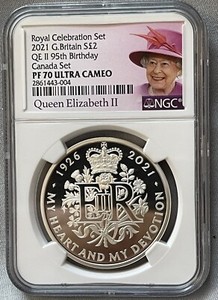 Royal Celebration Set
2021 G.Britain S£2
QE II 95th Birthday
Canada Set
PF 70 ULTRA CAMEO
2861443-004
NGC
Queen Elizabeth II
1926 2021
EIIR
MY HEART AND MY DEVOTION